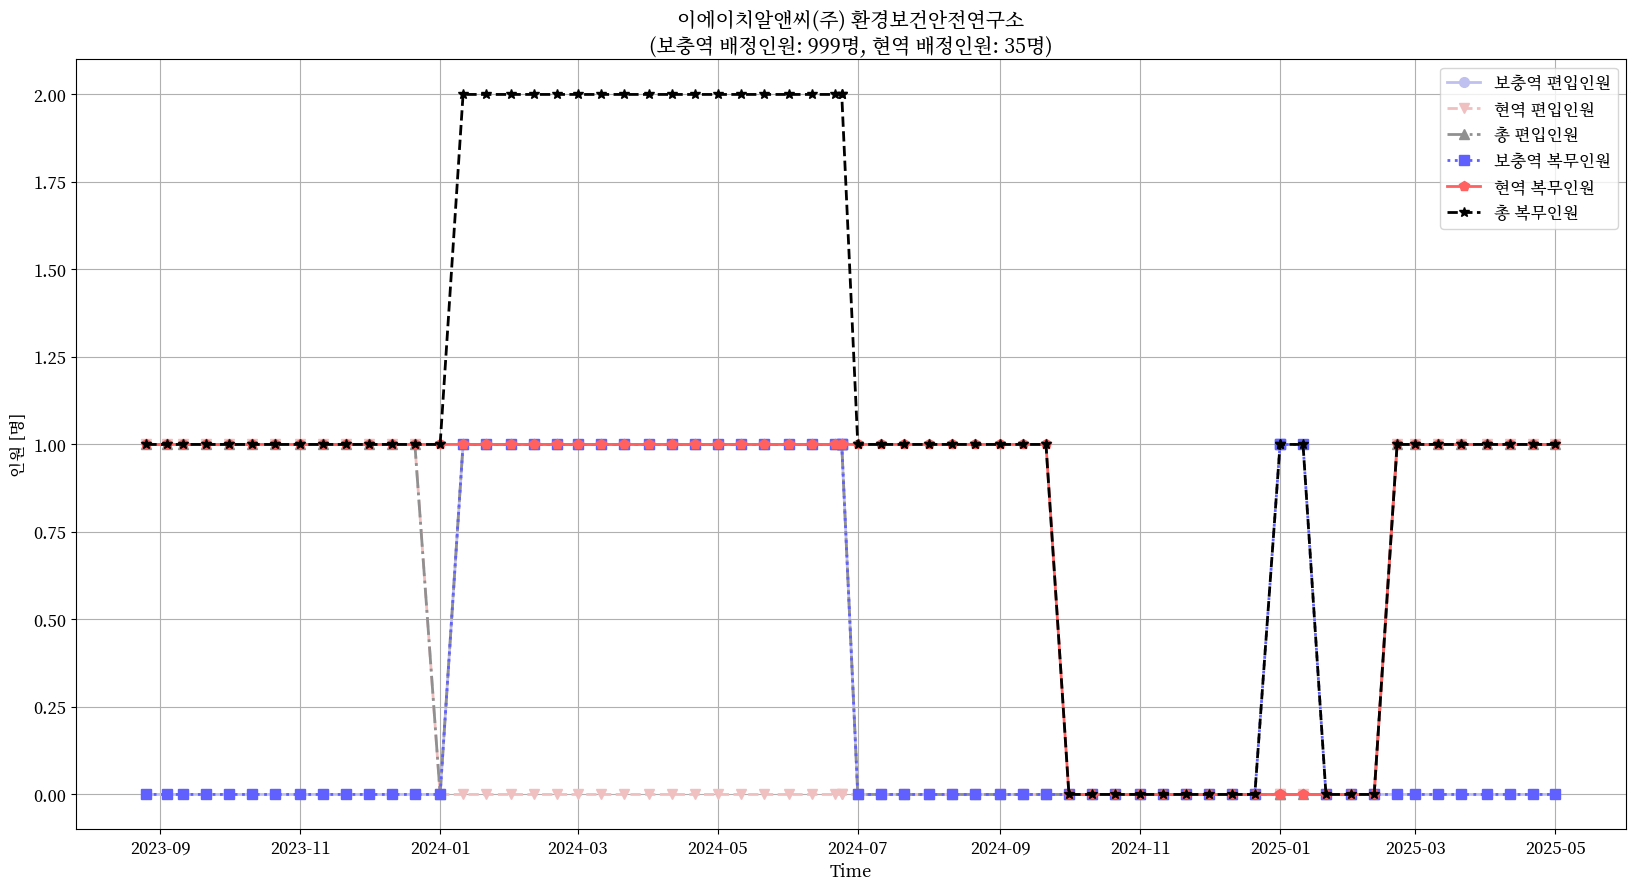 이에이치알앤씨(주) 환경보건안전연구소
(보충역 배정인원: 999명, 현역 배정인원: 35명)
보충역 편입인원
현역 편입인원
총 편입인원
보충역 복무인원
현역 복무인원
총 복무인원
인원 [명]
2.00
1.75
1.50
1.25
1.00
0.75
0.50
0.25
0.00
2023-09 2023-11 2024-01 2024-03 2024-05 2024-07 2024-09 2024-11 2025-01 2025-03 2025-05
Time